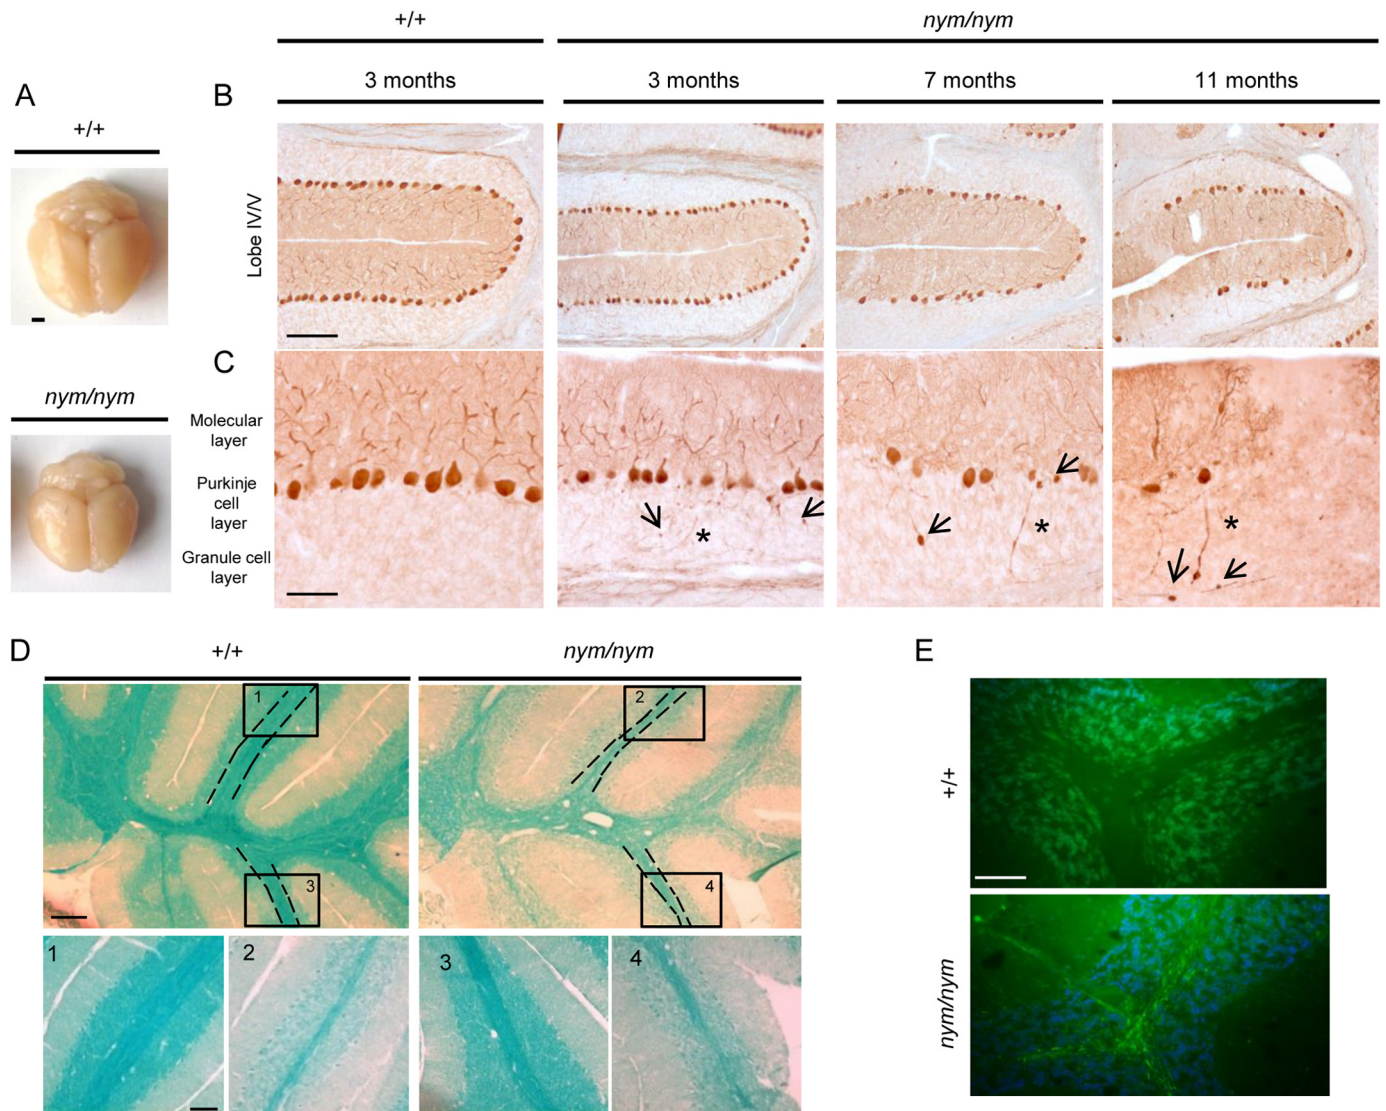 +/+
nym/nym
3 months
3 months
7 months
11 months
A
B
+/+
Lobe IV/V
nym/nym
C
Molecular
layer
Purkinje
cell
layer
Granule cell
layer
*
*
*
D
+/+
nym/nym
E
1
2
3
4
1
2
3
4
+/+
nym/nym